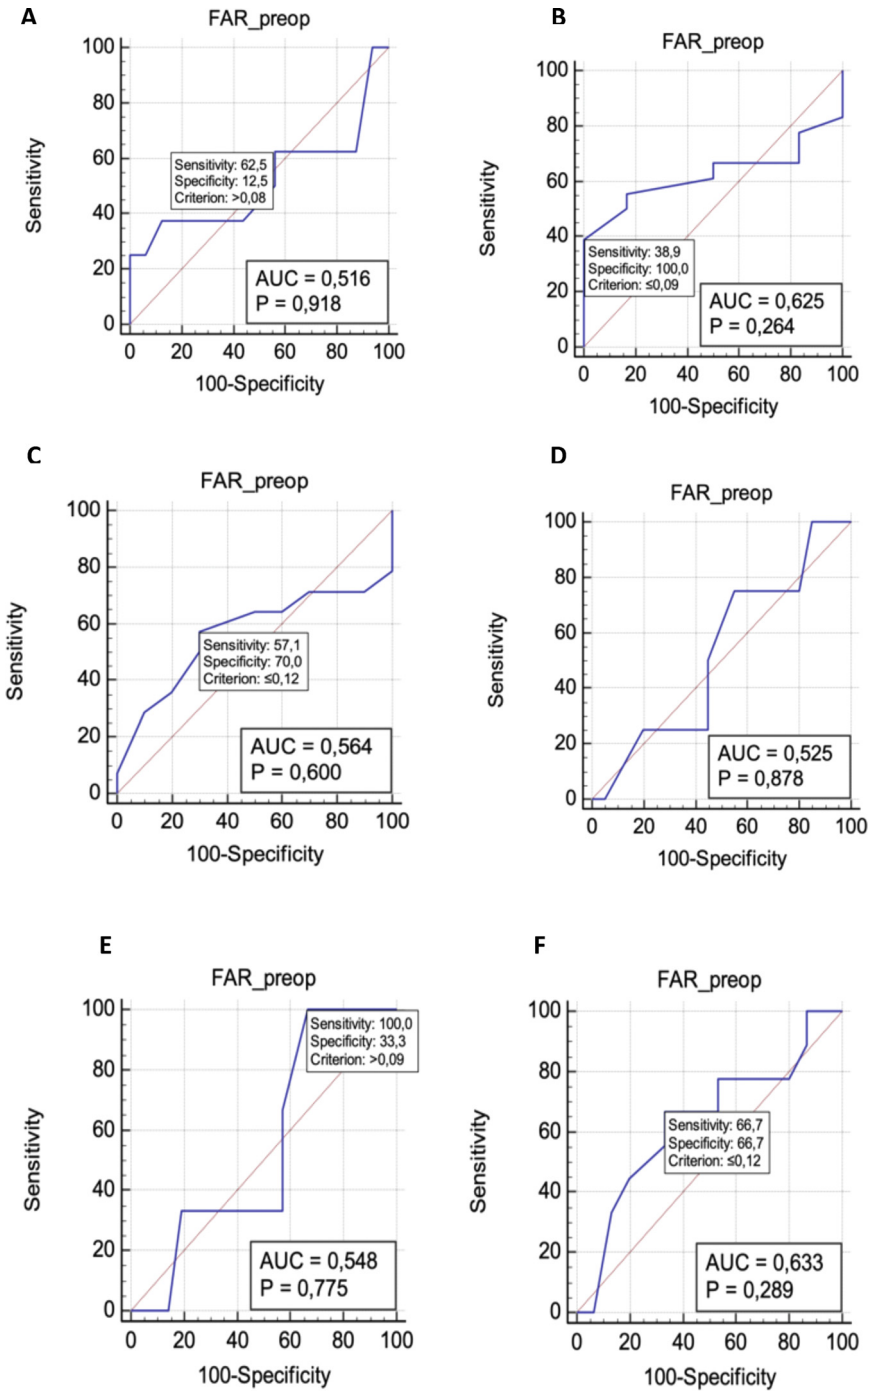 A
FAR_preop
100
80
60
40
20
0
Sensitivity
Sensitivity: 62,5
Specificity: 12,5
Criterion: >0,08
AUC = 0,516
P = 0,918
0 20 40 60 80 100
100-Specificity
B
FAR_preop
100
80
60
40
20
0
Sensitivity
Sensitivity: 38,9
Specificity: 100,0
Criterion: ≤0,09
AUC = 0,625
P = 0,264
0 20 40 60 80 100
100-Specificity
C
FAR_preop
100
80
60
40
20
0
Sensitivity
Sensitivity: 57,1
Specificity: 70,0
Criterion: ≤0,12
AUC = 0,564
P = 0,600
0 20 40 60 80 100
100-Specificity
D
FAR_preop
100
80
60
40
20
0
Sensitivity
AUC = 0,525
P = 0,878
0 20 40 60 80 100
100-Specificity
E
FAR_preop
100
80
60
40
20
0
Sensitivity
Sensitivity: 100,0
Specificity: 33,3
Criterion: >0,09
AUC = 0,548
P = 0,775
0 20 40 60 80 100
100-Specificity
F
FAR_preop
100
80
60
40
20
0
Sensitivity
Sensitivity: 66,7
Specificity: 66,7
Criterion: ≤0,12
AUC = 0,633
P = 0,289
0 20 40 60 80 100
100-Specificity